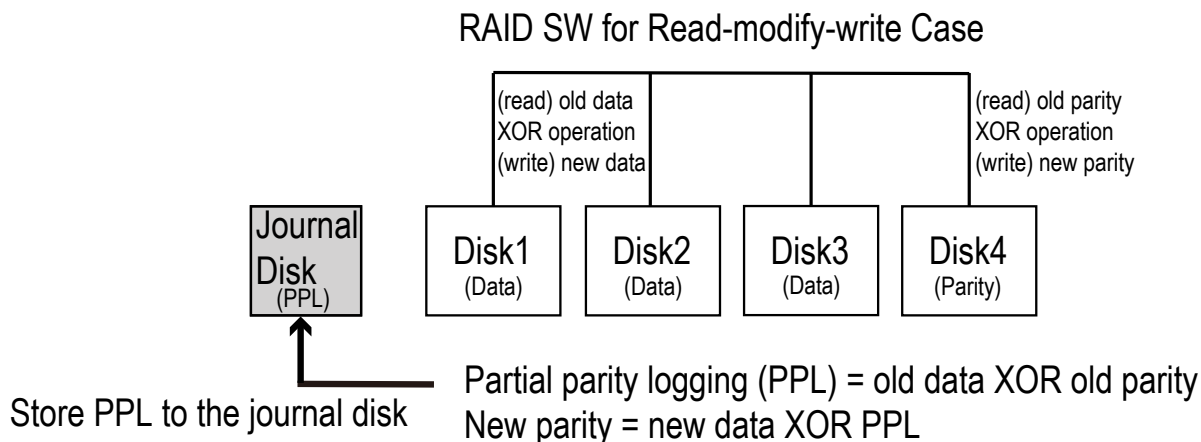 RAID SW for Read-modify-write Case
(read) old data
XOR operation
(write) new data
(read) old parity
XOR operation
(write) new parity
Journal
Disk
(PPL)
Disk1
(Data)
Disk2
(Data)
Disk3
(Data)
Disk4
(Parity)
Store PPL to the journal disk
Partial parity logging (PPL) = old data XOR old parity
New parity = new data XOR PPL